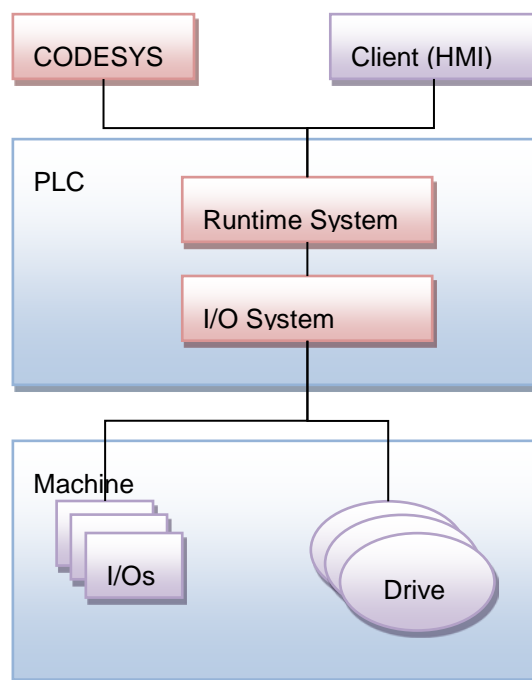 CODESYS
Client (HMI)
PLC
Runtime System
I/O System
Machine
I/Os
Drive